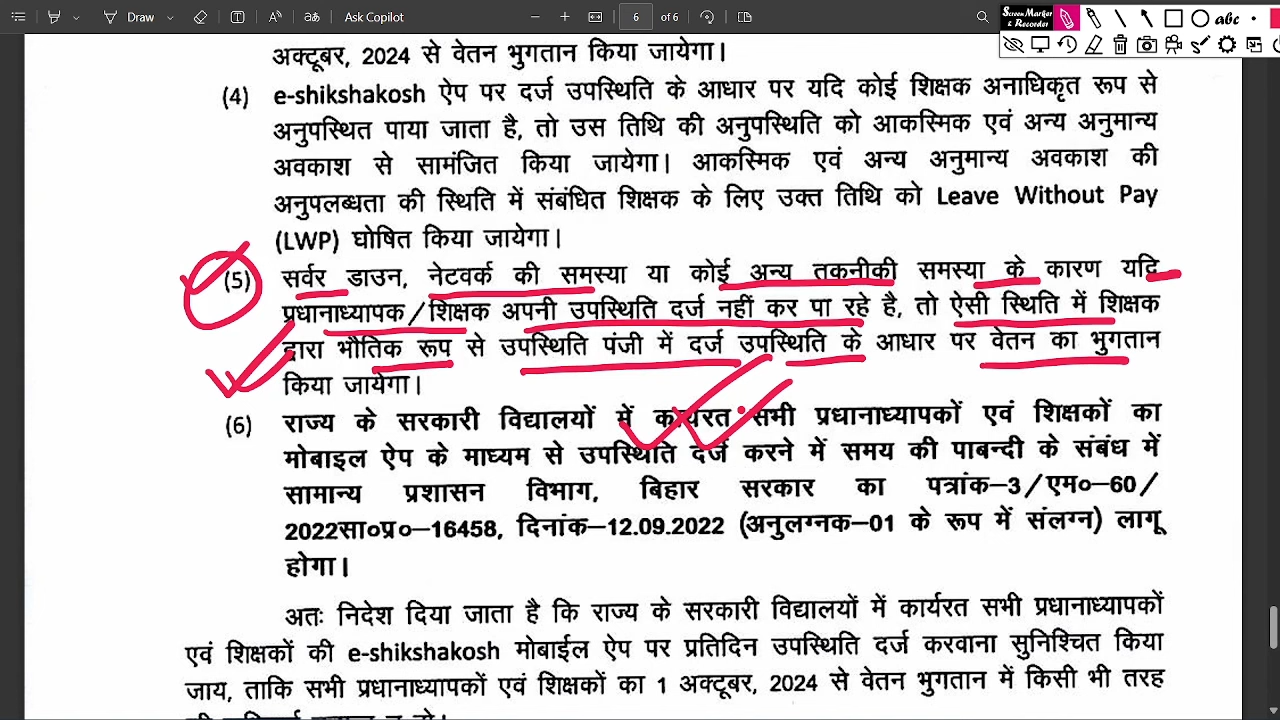 Draw
Ask Copilot
6 of 6
Screen Marker & Recorder
abc
अक्टूबर, 2024 से वेतन भुगतान किया जायेगा।
(4) e-shikshakosh ऐप पर दर्ज उपस्थिति के आधार पर यदि कोई शिक्षक अनाधिकृत रूप से
अनुपस्थित पाया जाता है, तो उस तिथि की अनुपस्थिति को आकस्मिक एवं अन्य अनुमान्य
अवकाश से सामंजित किया जायेगा। आकस्मिक एवं अन्य अनुमान्य अवकाश की
अनुपलब्धता की स्थिति में संबंधित शिक्षक के लिए उक्त तिथि को Leave Without Pay
(LWP) घोषित किया जायेगा।
(5) सर्वर डाउन, नेटवर्क की समस्या या कोई अन्य तकनीकी समस्या के कारण यदि
प्रधानाध्यापक/शिक्षक अपनी उपस्थिति दर्ज नहीं कर पा रहे है, तो ऐसी स्थिति में शिक्षक
द्वारा भौतिक रूप से उपस्थिति पंजी में दर्ज उपस्थिति के आधार पर वेतन का भुगतान
किया जायेगा।
(6) राज्य के सरकारी विद्यालयों में कार्यरत सभी प्रधानाध्यापकों एवं शिक्षकों का
मोबाइल ऐप के माध्यम से उपस्थिति दर्ज करने में समय की पाबन्दी के संबंध में
सामान्य प्रशासन विभाग, बिहार सरकार का पत्रांक–3/एम०–60/
2022सा०प्र०–16458, दिनांक–12.09.2022 (अनुलग्नक–01 के रूप में संलग्न) लागू
होगा।
अतः निदेश दिया जाता है कि राज्य के सरकारी विद्यालयों में कार्यरत सभी प्रधानाध्यापकों
एवं शिक्षकों की e-shikshakosh मोबाईल ऐप पर प्रतिदिन उपस्थिति दर्ज करवाना सुनिश्चित किया
जाय, ताकि सभी प्रधानाध्यापकों एवं शिक्षकों का 1 अक्टूबर, 2024 से वेतन भुगतान में किसी भी तरह